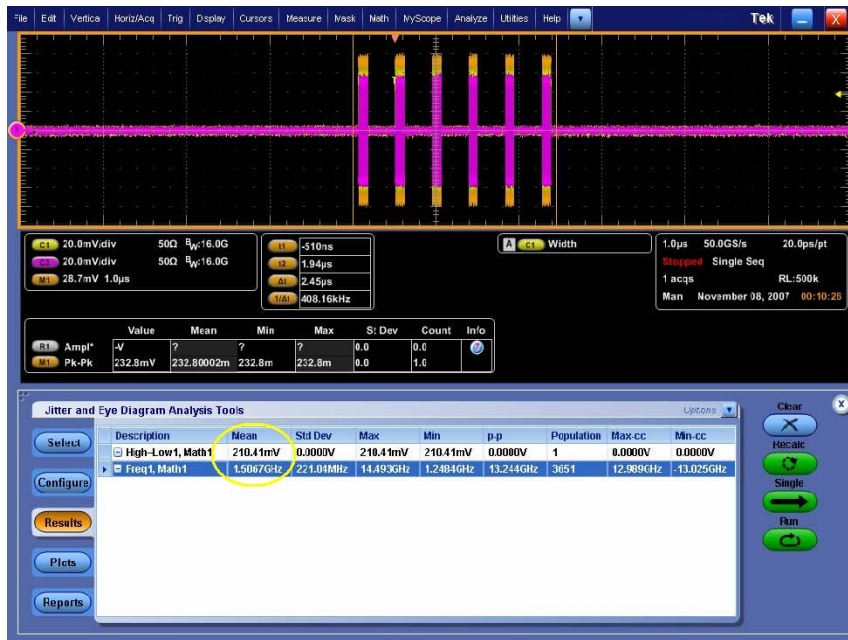 File Edit Vertical Horiz/Acq Trig Display Cursors Measure Mask Math MyScope Analyze Utilities Help Tek X
C1 20.0mV/div 50Ω BW:16.0G
C3 20.0mV/div 50Ω BW:16.0G
M1 28.7mV 1.0µs
t1 -510ns
t2 1.94µs
Δt 2.45µs
1/Δt 408.16kHz
A C1 Width
1.0µs 50.0GS/s 20.0ps/pt
Stopped Single Seq
1 acqs RL:500k
Man November 08, 2007 00:10:26
Value Mean Min Max St Dev Count Info
R1 Ampl* -V ? ? ? 0.0 0.0
M1 Pk-Pk 232.8mV 232.80002m 232.8m 232.8m 0.0 1.0
Jitter and Eye Diagram Analysis Tools Options
Clear
Select
Configure
Results
Plots
Reports
Description Mean Std Dev Max Min p-p Population Max-cc Min-cc
High-Low1, Math1 210.41mV 0.0000V 210.41mV 210.41mV 0.0000V 1 0.0000V 0.0000V
Freq1, Math1 1.5067GHz 221.04MHz 14.493GHz 1.2484GHz 13.244GHz 3651 12.989GHz -13.025GHz
Recalc
Single
Run